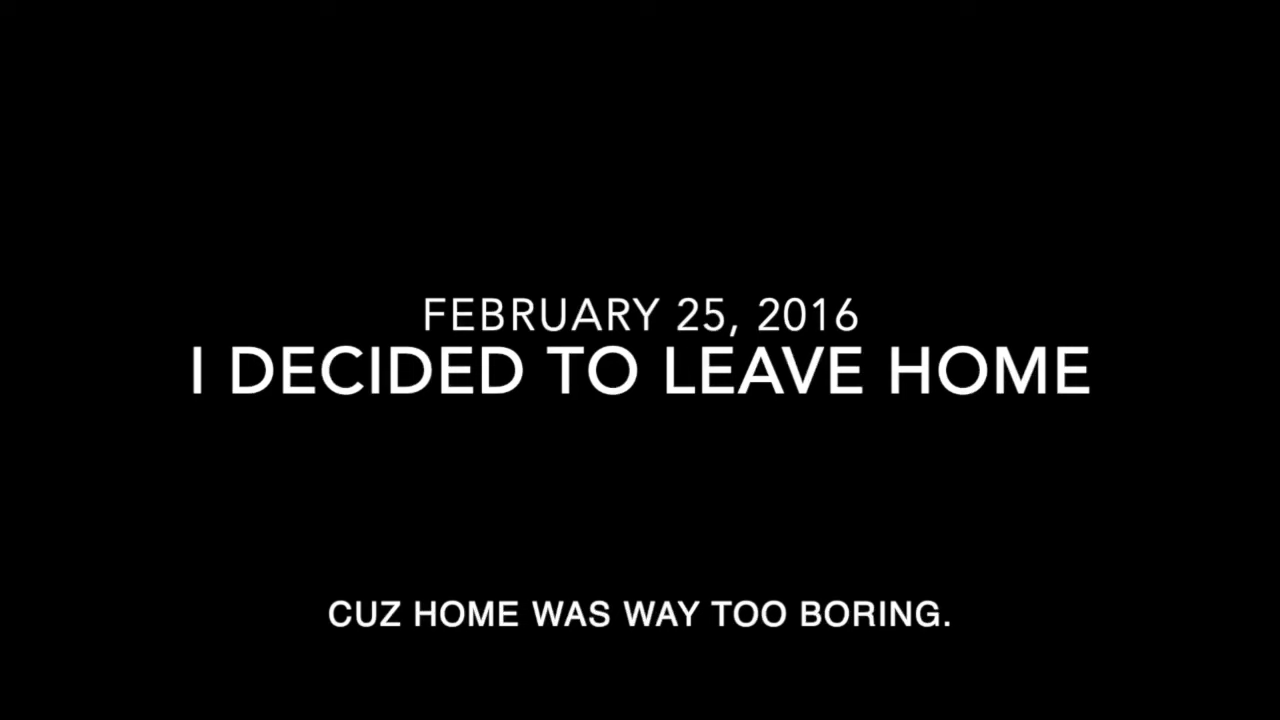 FEBRUARY 25, 2016
I DECIDED TO LEAVE HOME
CUZ HOME WAS WAY TOO BORING.